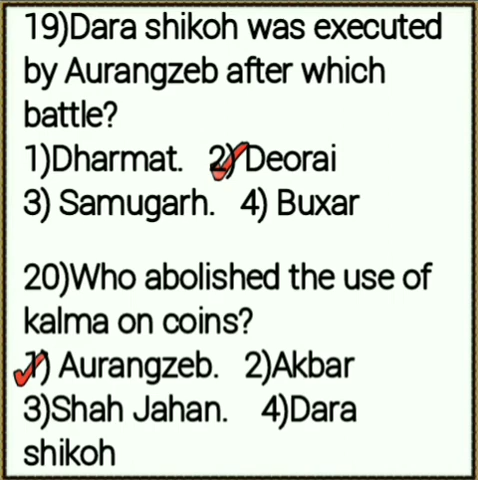 19)Dara shikoh was executed
by Aurangzeb after which
battle?
1)Dharmat. 2)Deorai
3) Samugarh. 4) Buxar
20)Who abolished the use of
kalma on coins?
1) Aurangzeb. 2)Akbar
3)Shah Jahan. 4)Dara
shikoh